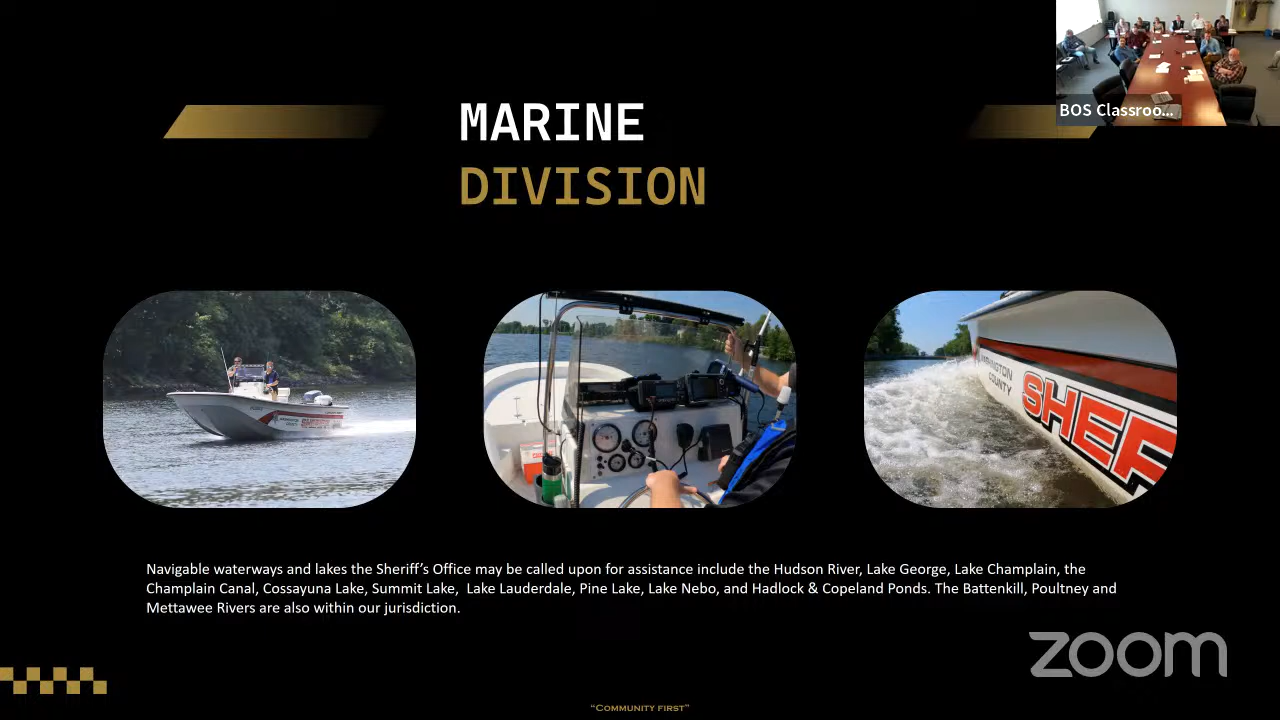 BOS Classroo...
MARINE
DIVISION
WASHINGTON
COUNTY
SHER
Navigable waterways and lakes the Sheriff’s Office may be called upon for assistance include the Hudson River, Lake George, Lake Champlain, the
Champlain Canal, Cossayuna Lake, Summit Lake, Lake Lauderdale, Pine Lake, Lake Nebo, and Hadlock & Copeland Ponds. The Battenkill, Poultney and
Mettawee Rivers are also within our jurisdiction.
zoom
“Community first”